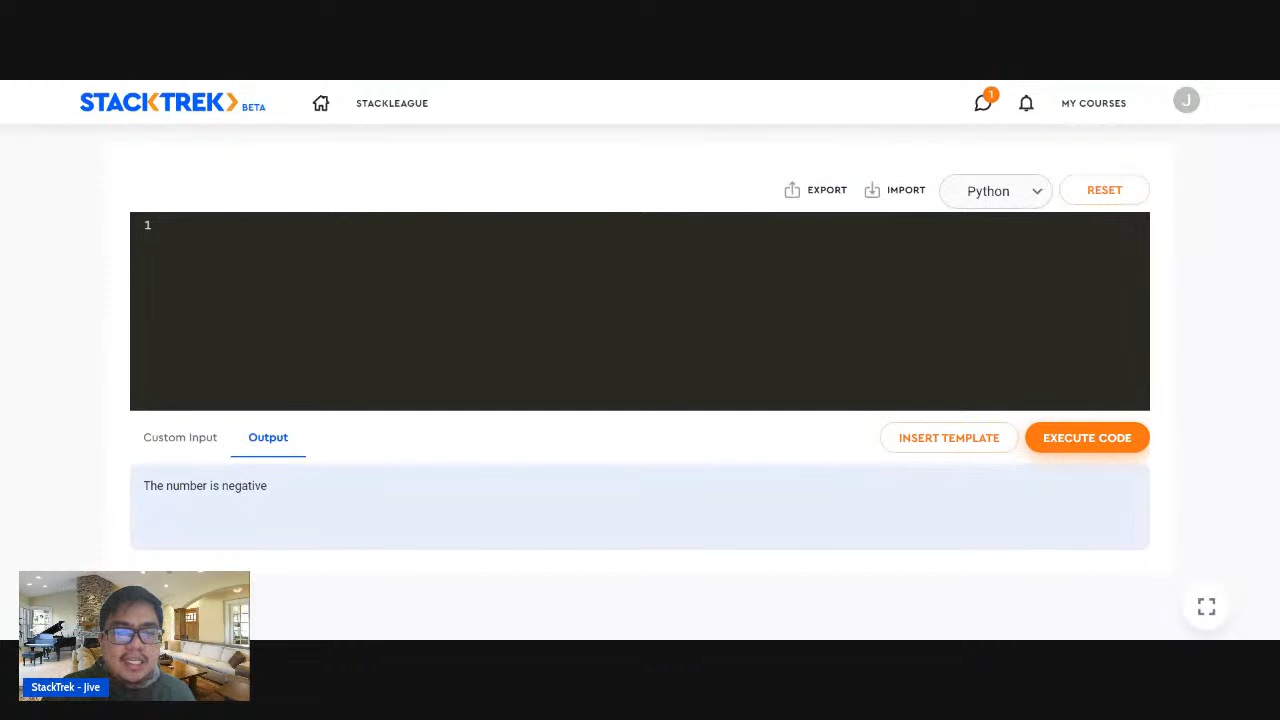 STACKTREK BETA
STACKLEAGUE
1
MY COURSES
J
EXPORT
IMPORT
Python
RESET
1
Custom Input
Output
INSERT TEMPLATE
EXECUTE CODE
The number is negative
StackTrek - Jive